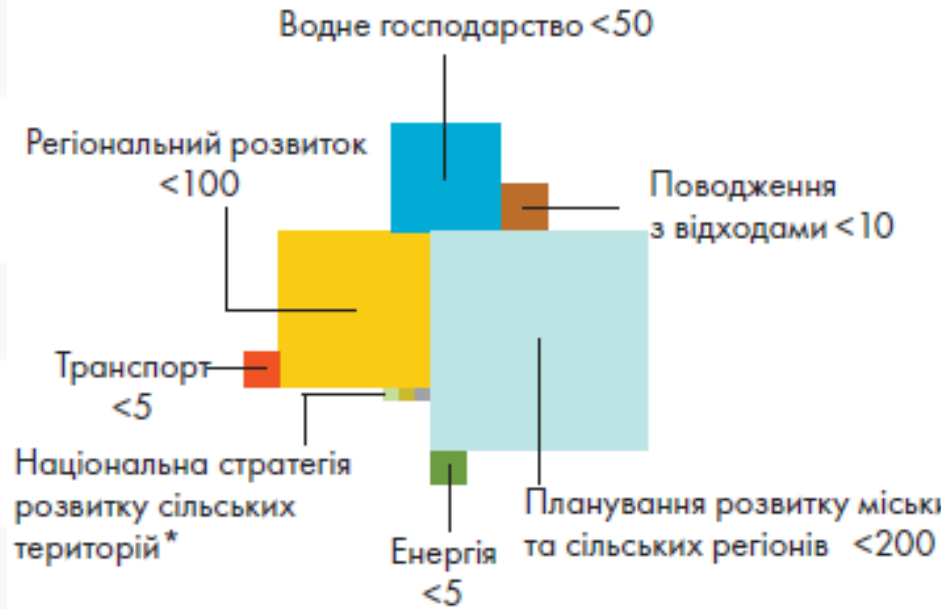 Водне господарство <50
Регіональний розвиток
<100
Поводження
з відходами <10
Транспорт
<5
Національна стратегія
розвитку сільських
територій*
Енергія
<5
Планування розвитку міськи
та сільських регіонів <200